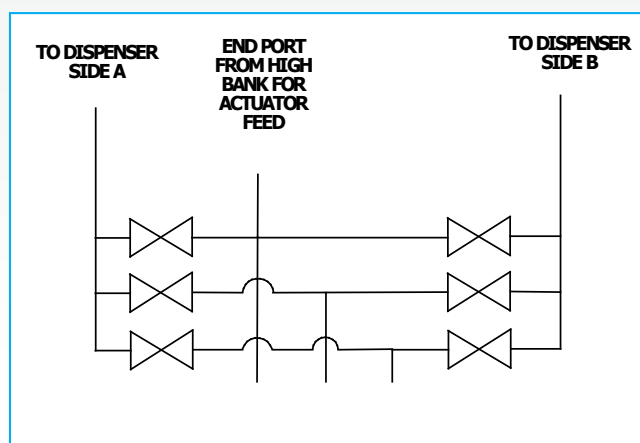 TO DISPENSER
SIDE A
END PORT
FROM HIGH
BANK FOR
ACTUATOR
FEED
TO DISPENSER
SIDE B